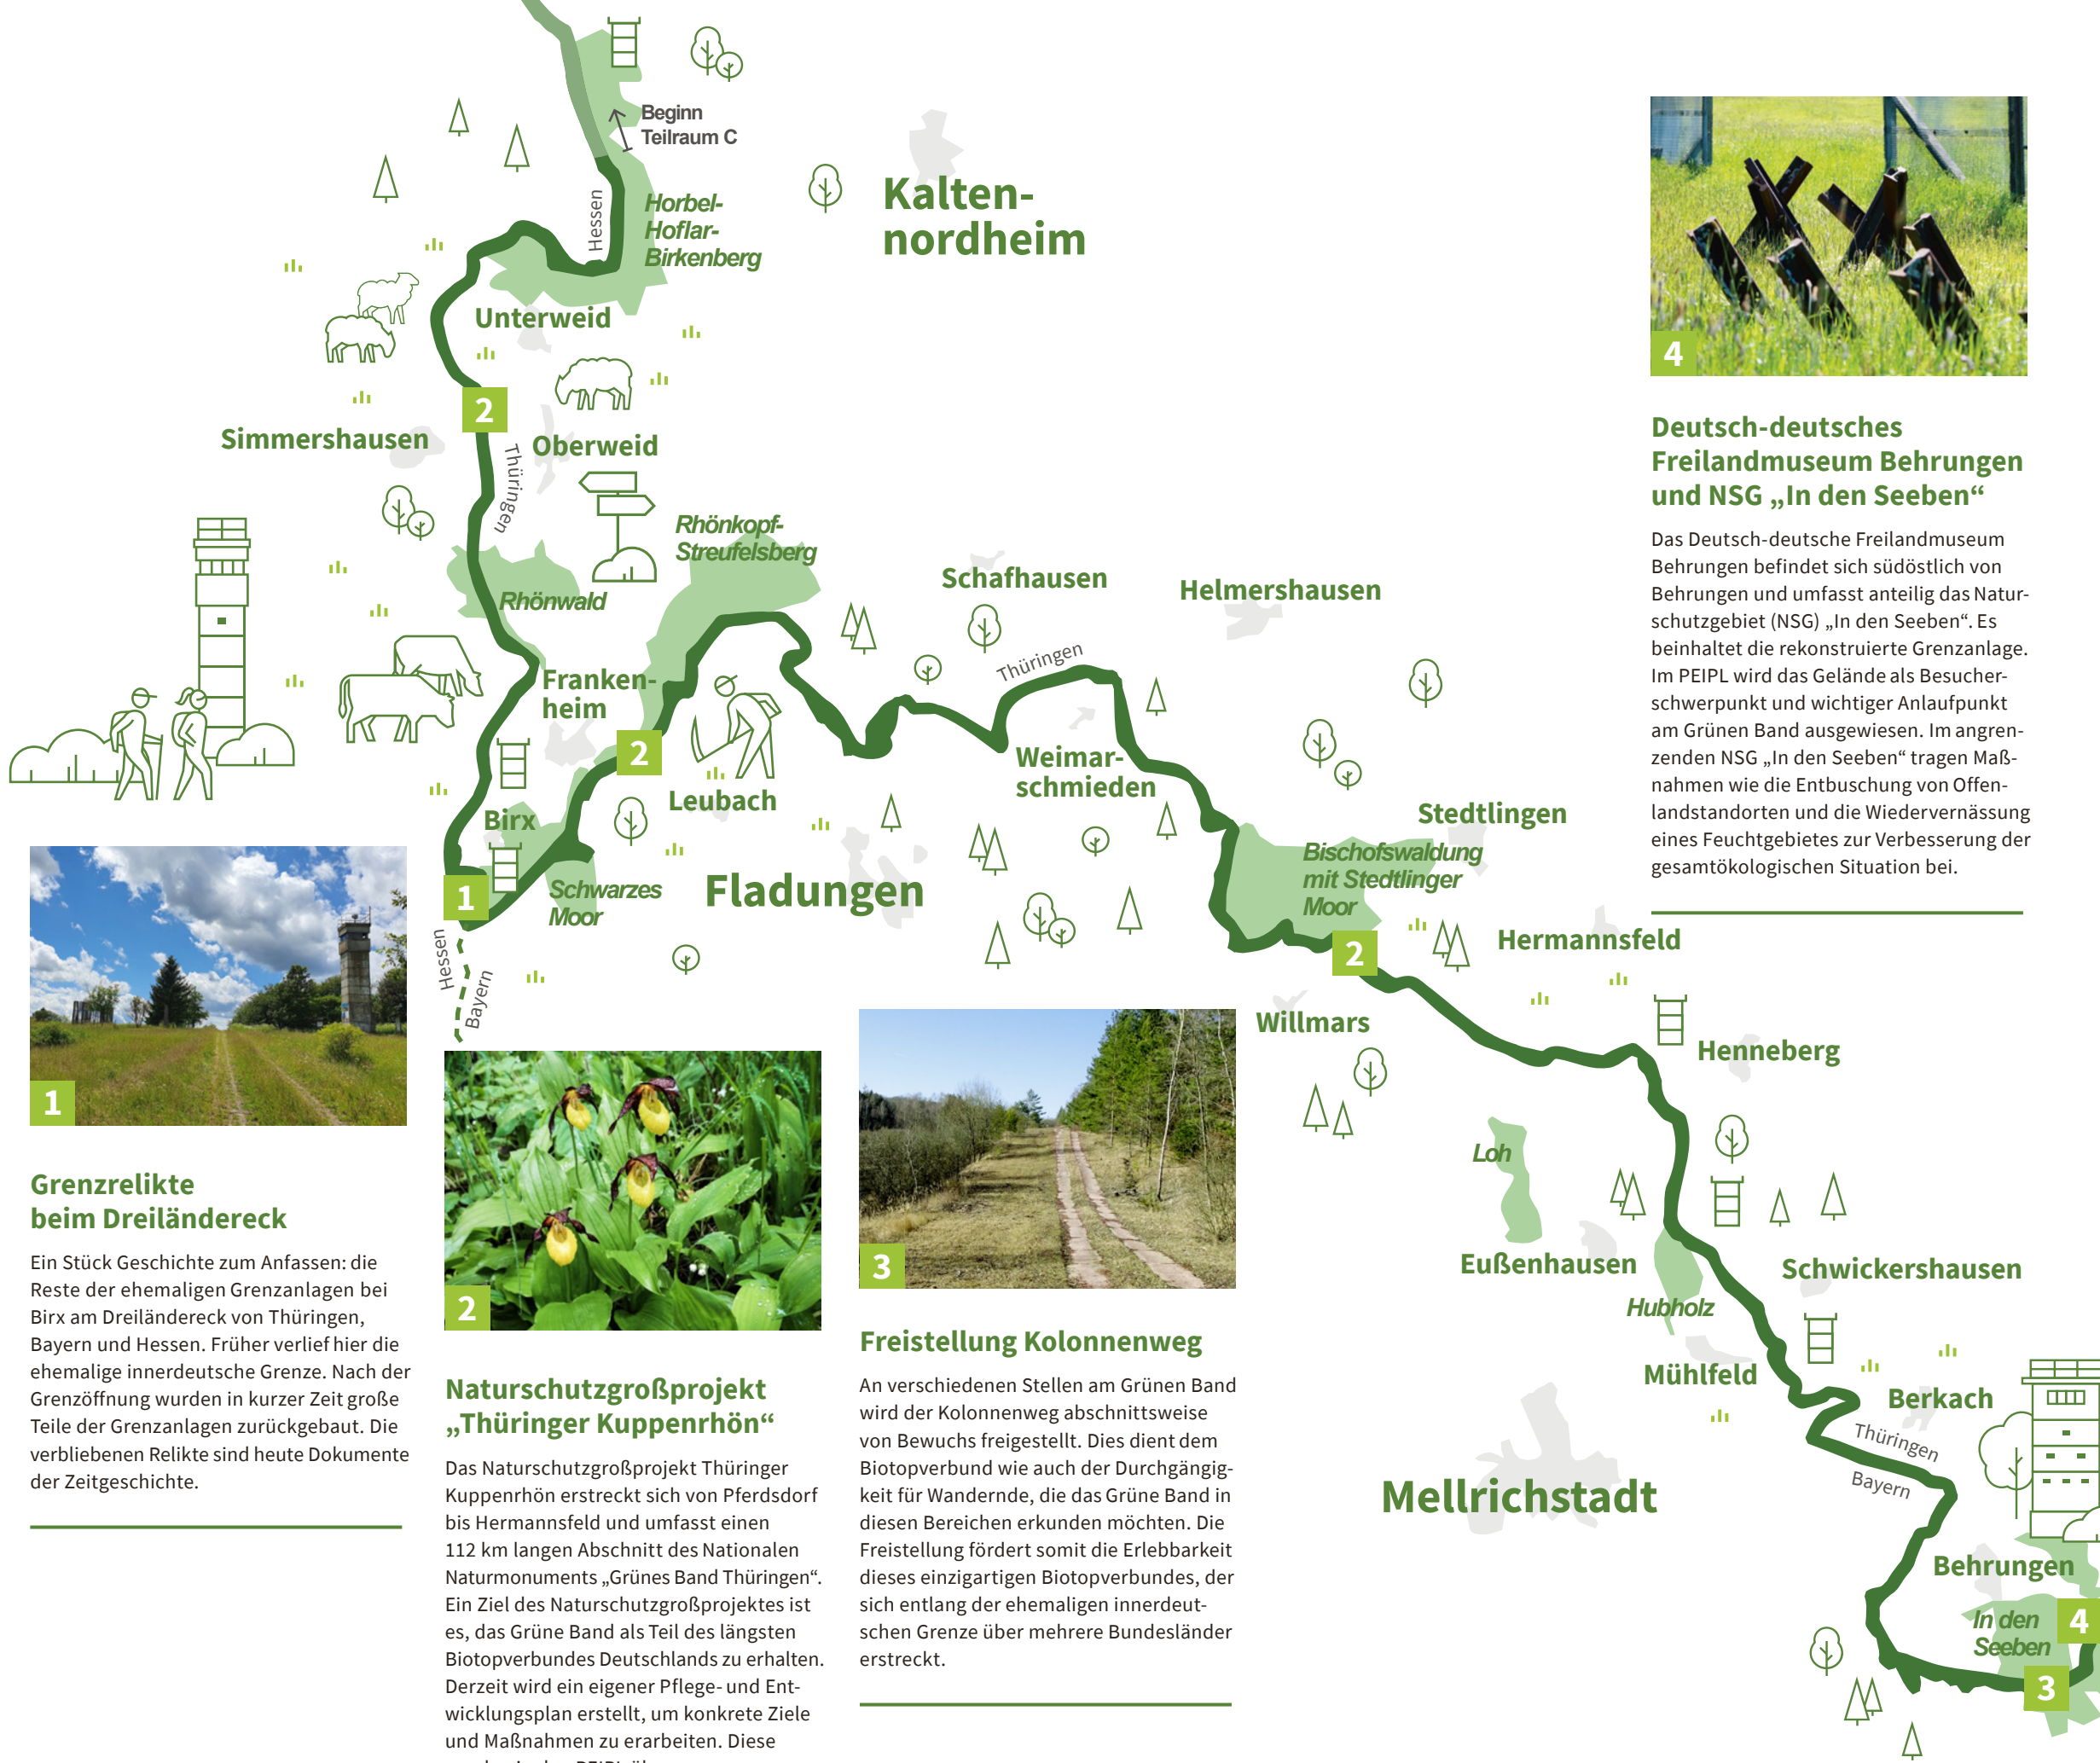 Beginn
Teilraum C
Hessen
Horbel-
Hoflar-
Birkenberg
Kalten-
nordheim
Unterweid
2
Simmershausen
Oberweid
Thüringen
Rhönkopf-
Streufelsberg
Rhönwald
Schafhausen
Helmershausen
Thüringen
Franken-
heim
2
Weimar-
schmieden
Leubach
Birx
Stedtlingen
Fladungen
Schwarzes
Moor
1
Bischofswaldung
mit Stedtlinger
Moor
2
Hermannsfeld
Hessen
Bayern
Willmars
Henneberg
Loh
Eußenhausen
Schwickershausen
Hubholz
Mühlfeld
Berkach
Thüringen
Bayern
Mellrichstadt
Behrungen
In den
Seeben
4
3
1
Grenzrelikte
beim Dreiländereck
Ein Stück Geschichte zum Anfassen: die
Reste der ehemaligen Grenzanlagen bei
Birx am Dreiländereck von Thüringen,
Bayern und Hessen. Früher verlief hier die
ehemalige innerdeutsche Grenze. Nach der
Grenzöffnung wurden in kurzer Zeit große
Teile der Grenzanlagen zurückgebaut. Die
verbliebenen Relikte sind heute Dokumente
der Zeitgeschichte.
2
Naturschutzgroßprojekt
„Thüringer Kuppenrhön“
Das Naturschutzgroßprojekt Thüringer
Kuppenrhön erstreckt sich von Pferdsdorf
bis Hermannsfeld und umfasst einen
112 km langen Abschnitt des Nationalen
Naturmonuments „Grünes Band Thüringen“.
Ein Ziel des Naturschutzgroßprojektes ist
es, das Grüne Band als Teil des längsten
Biotopverbundes Deutschlands zu erhalten.
Derzeit wird ein eigener Pflege- und Ent-
wicklungsplan erstellt, um konkrete Ziele
und Maßnahmen zu erarbeiten. Diese
3
Freistellung Kolonnenweg
An verschiedenen Stellen am Grünen Band
wird der Kolonnenweg abschnittsweise
von Bewuchs freigestellt. Dies dient dem
Biotopverbund wie auch der Durchgängig-
keit für Wandernde, die das Grüne Band in
diesen Bereichen erkunden möchten. Die
Freistellung fördert somit die Erlebbarkeit
dieses einzigartigen Biotopverbundes, der
sich entlang der ehemaligen innerdeut-
schen Grenze über mehrere Bundesländer
erstreckt.
4
Deutsch-deutsches
Freilandmuseum Behrungen
und NSG „In den Seeben“
Das Deutsch-deutsche Freilandmuseum
Behrungen befindet sich südöstlich von
Behrungen und umfasst anteilig das Natur-
schutzgebiet (NSG) „In den Seeben“. Es
beinhaltet die rekonstruierte Grenzanlage.
Im PEIPL wird das Gelände als Besucher-
schwerpunkt und wichtiger Anlaufpunkt
am Grünen Band ausgewiesen. Im angren-
zenden NSG „In den Seeben“ tragen Maß-
nahmen wie die Entbuschung von Offen-
landstandorten und die Wiedervernässung
eines Feuchtgebietes zur Verbesserung der
gesamtökologischen Situation bei.